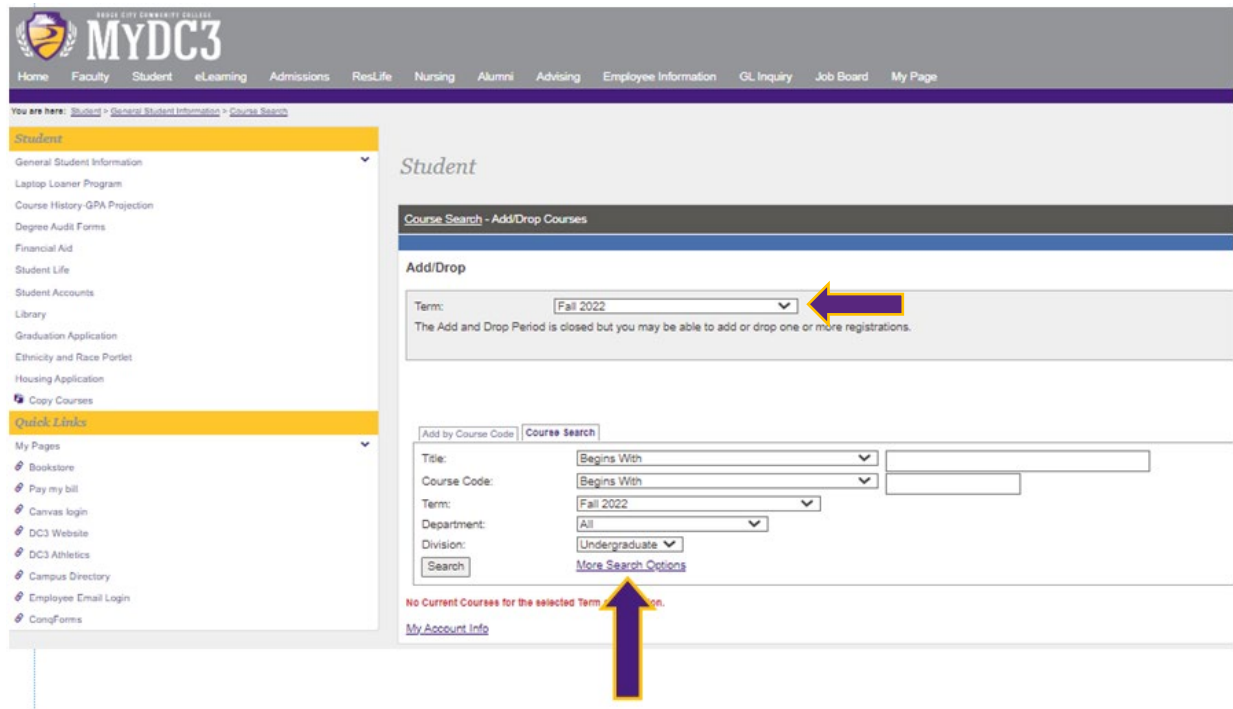 DODGE CITY COMMUNITY COLLEGE
MYDC3
Home Faculty Student eLearning Admissions ResLife Nursing Alumni Advising Employee Information GL Inquiry Job Board My Page
You are here: Student > General Student Information > Course Search
Student
General Student Information
Laptop Loaner Program
Course History-GPA Projection
Degree Audit Forms
Financial Aid
Student Life
Student Accounts
Library
Graduation Application
Ethnicity and Race Portlet
Housing Application
Copy Courses
Quick Links
My Pages
Bookstore
Pay my bill
Canvas login
DC3 Website
DC3 Athletics
Campus Directory
Employee Email Login
ConqForms
Student
Course Search - Add/Drop Courses
Add/Drop
Term: Fall 2022
The Add and Drop Period is closed but you may be able to add or drop one or more registrations.
Add by Course Code Course Search
Title: Begins With
Course Code: Begins With
Term: Fall 2022
Department: All
Division: Undergraduate
Search More Search Options
No Current Courses for the selected Term
My Account Info